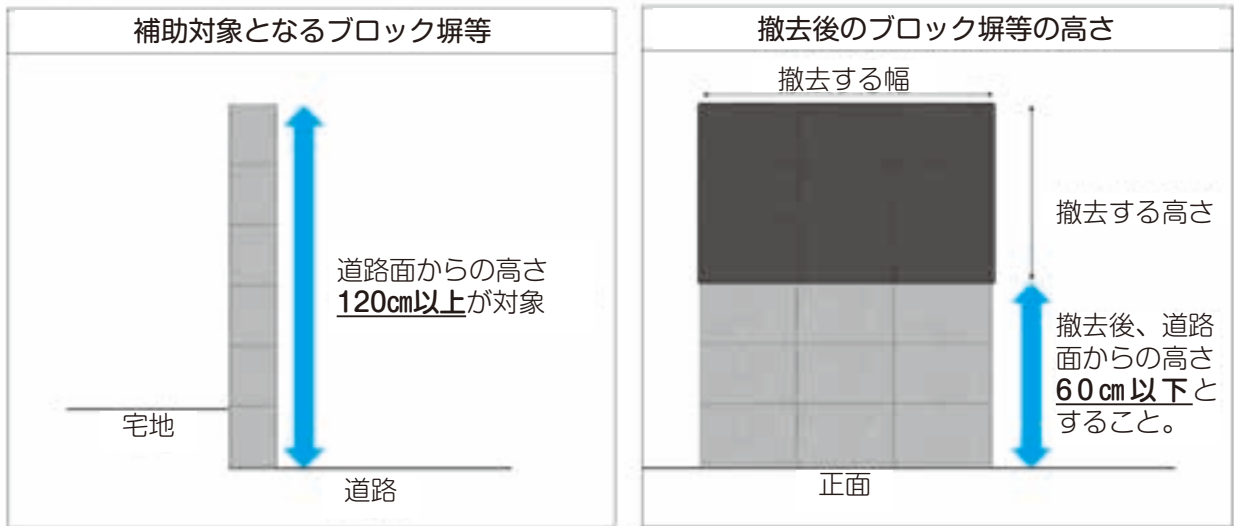 補助対象となるブロック塀等
道路面からの高さ
120㎝以上が対象
宅地
道路
撤去後のブロック塀等の高さ
撤去する幅
撤去する高さ
撤去後、道路
面からの高さ
60㎝以下と
すること。
正面